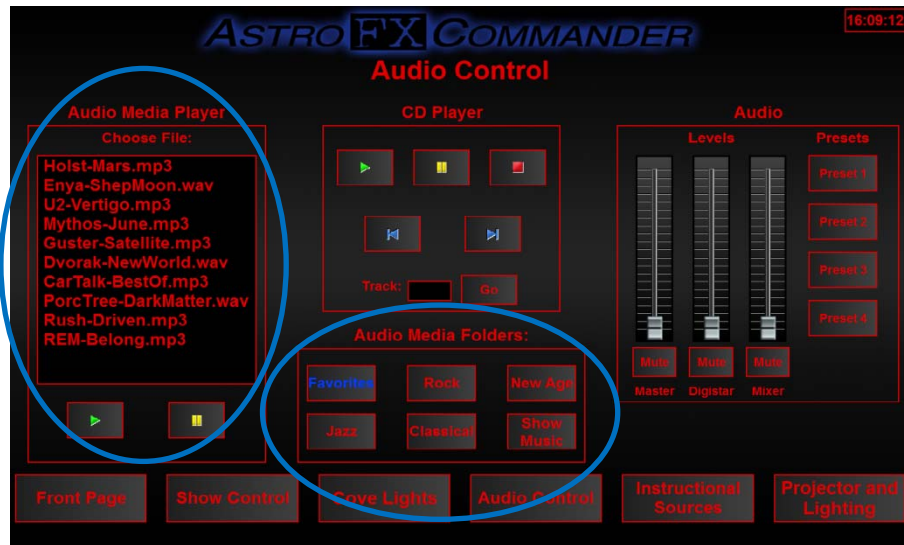 ASTRO FX COMMANDER
16:09:12
Audio Control
Audio Media Player
Choose File:
Holst-Mars.mp3
Enya-ShepMoon.wav
U2-Vertigo.mp3
Mythos-June.mp3
Guster-Satellite.mp3
Dvorak-NewWorld.wav
CarTalk-BestOf.mp3
PorcTree-DarkMatter.wav
Rush-Driven.mp3
REM-Belong.mp3
CD Player
Track:
Go
Audio Media Folders:
Favorites
Rock
New Age
Jazz
Classical
Show
Music
Audio
Levels
Presets
Preset 1
Preset 2
Preset 3
Preset 4
Mute
Mute
Mute
Master
Digistar
Mixer
Front Page
Show Control
Cove Lights
Audio Control
Instructional
Sources
Projector and
Lighting